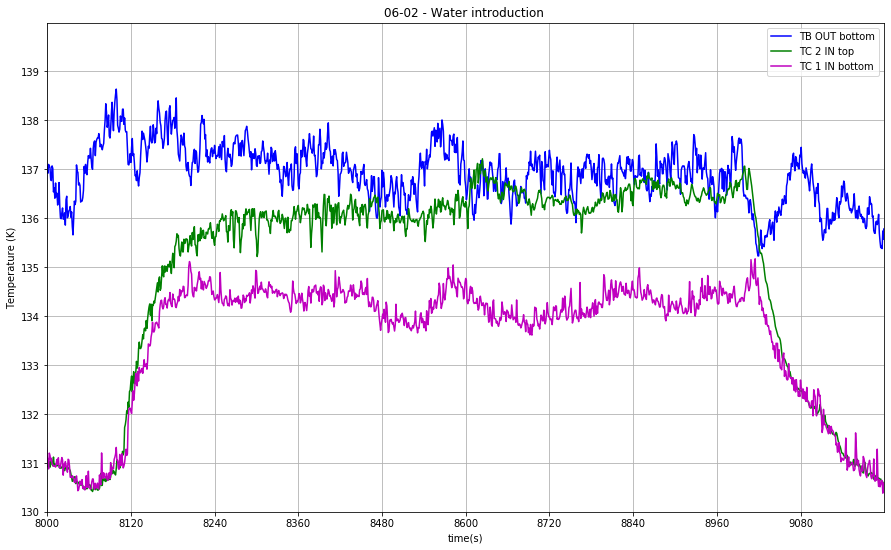 06-02 - Water introduction
TB OUT bottom
TC 2 IN top
TC 1 IN bottom
Temperature (K)
139
138
137
136
135
134
133
132
131
130
8000 8120 8240 8360 8480 8600 8720 8840 8960 9080
time(s)